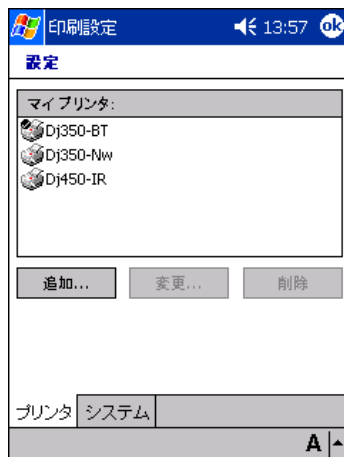 印刷設定 13:57 ok
設定
マイプリンタ:
Dj350-BT
Dj350-Nw
Dj450-IR
追加... 変更... 削除
プリンタ システム
A